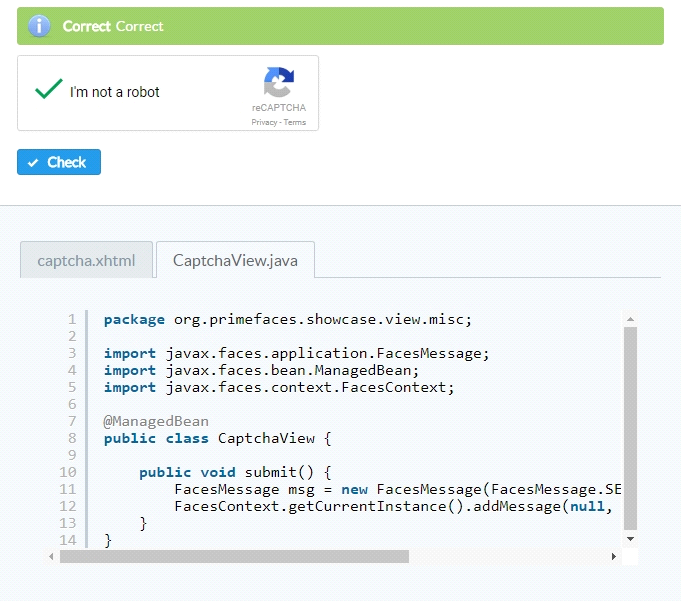 Correct Correct
I'm not a robot
reCAPTCHA
Privacy - Terms
Check
captcha.xhtml
CaptchaView.java
1 package org.primefaces.showcase.view.misc;
2
3 import javax.faces.application.FacesMessage;
4 import javax.faces.bean.ManagedBean;
5 import javax.faces.context.FacesContext;
6
7 @ManagedBean
8 public class CaptchaView {
9
10     public void submit() {
11         FacesMessage msg = new FacesMessage(FacesMessage.SE
12         FacesContext.getCurrentInstance().addMessage(null,
13     }
14 }